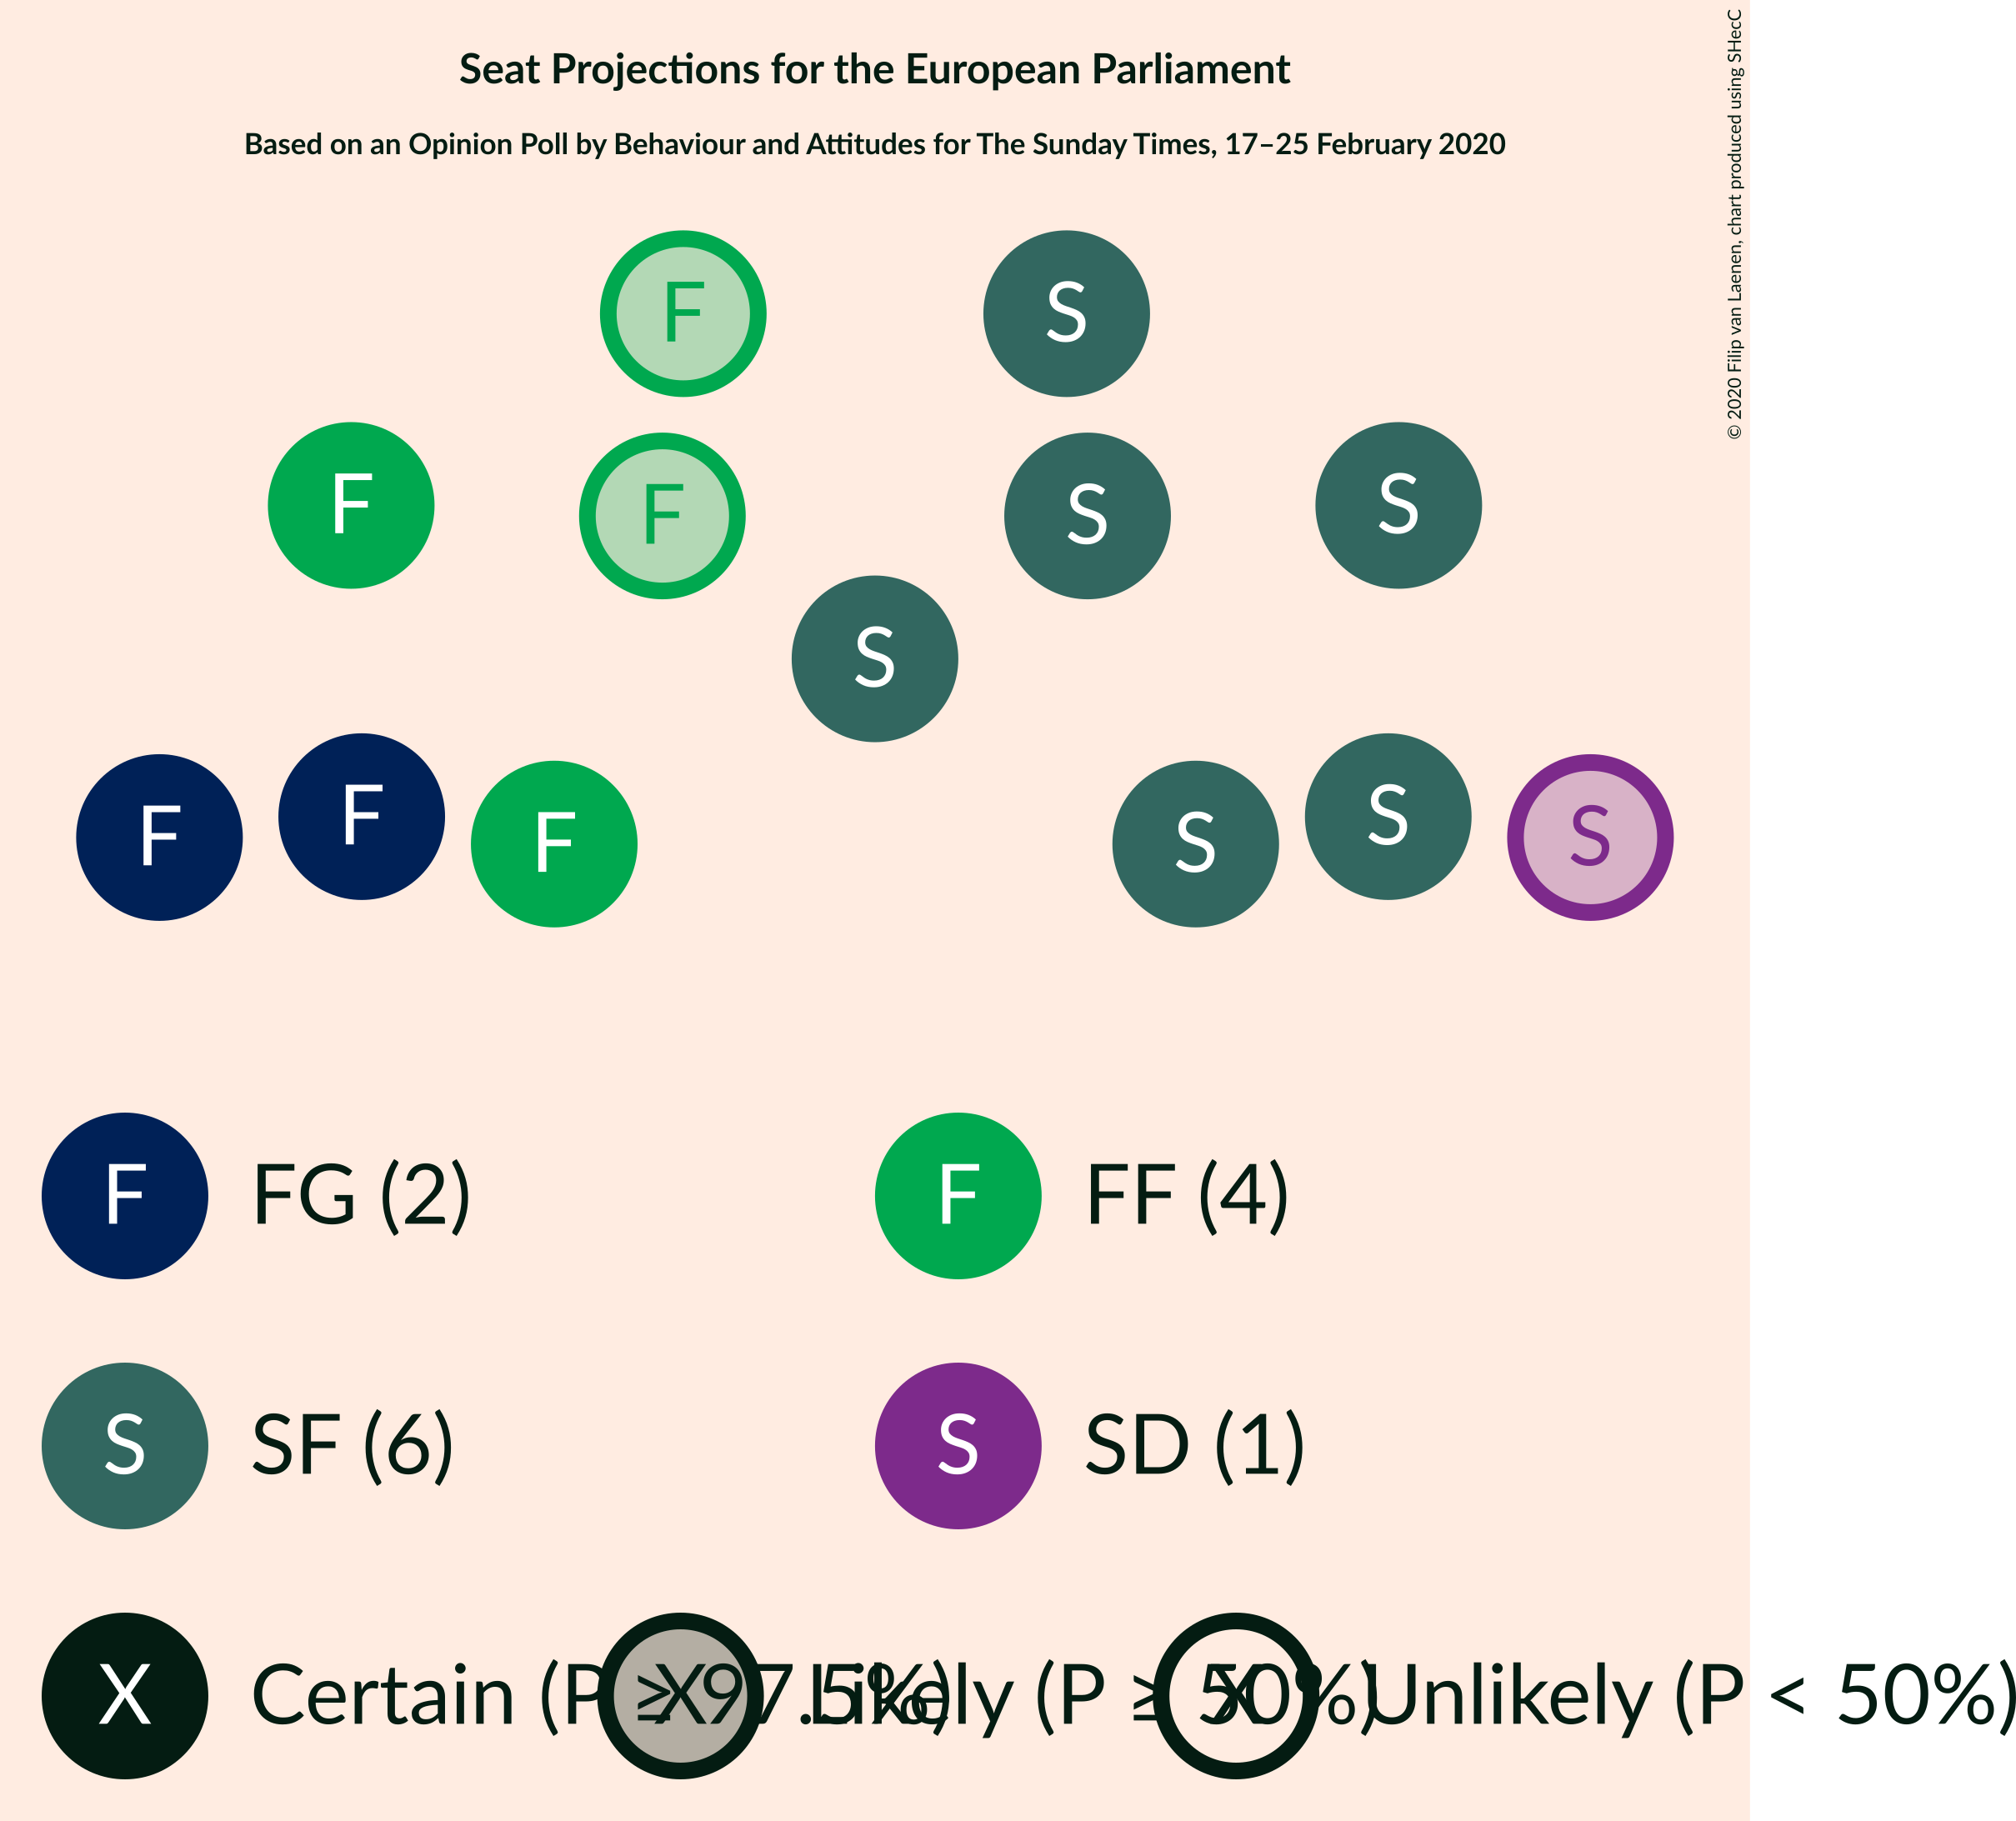 Seat Projections for the European Parliament
Based on an Opinion Poll by Behaviour and Attitudes for The Sunday Times, 17–25 February 2020
© 2020 Filip van Laenen, chart produced using SHecC
F S
F F S S
S
F F F S S S
F FG (2) F FF (4)
S SF (6) S SD (1)
X Certain (P ≥ 97.5%) X Likely (P ≥ 50%) X Unlikely (P < 50%)